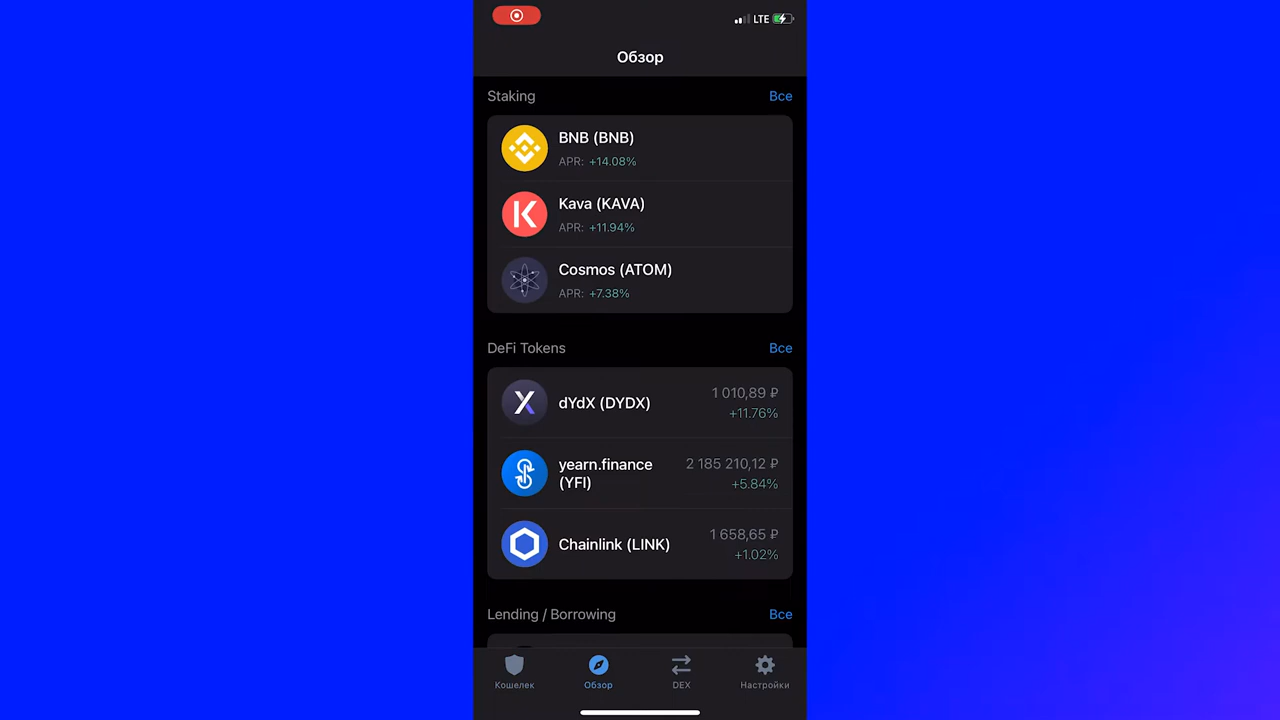 LTE
Обзор
Staking Все
BNB (BNB)
APR: +14.08%
Kava (KAVA)
APR: +11.94%
Cosmos (ATOM)
APR: +7.38%
DeFi Tokens Все
dYdX (DYDX) 1 010,89 ₽
+11.76%
yearn.finance 2 185 210,12 ₽
(YFI) +5.84%
Chainlink (LINK) 1 658,65 ₽
+1.02%
Lending / Borrowing Все
Кошелек Обзор DEX Настройки